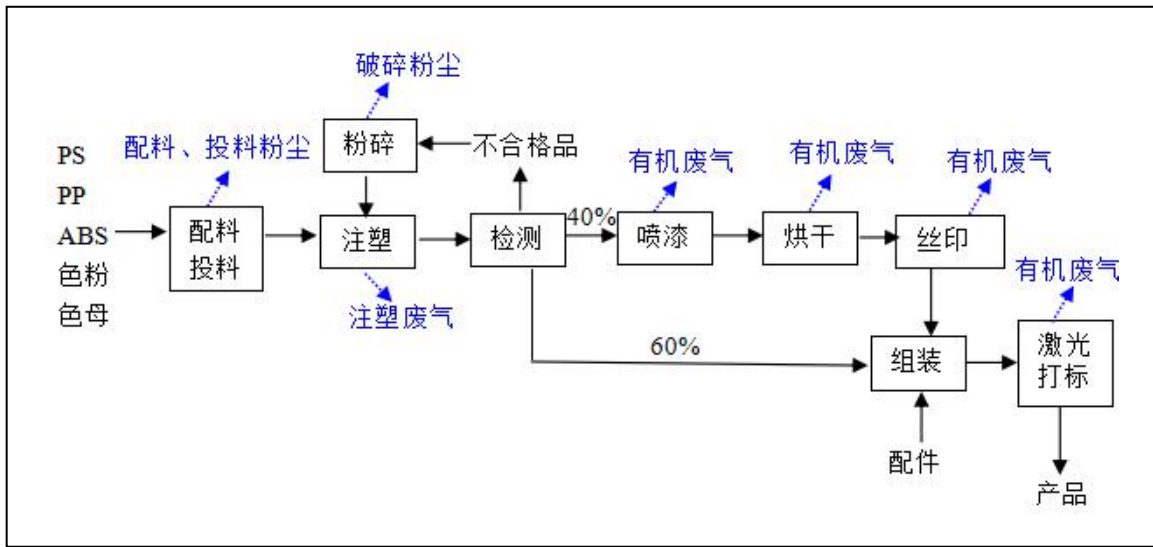 破碎粉尘
配料、投料粉尘
粉碎
不合格品
有机废气
有机废气
有机废气
PS
PP
ABS
色粉
色母
配料
投料
注塑
检测
40%
喷漆
烘干
丝印
有机废气
注塑废气
60%
组装
激光
打标
配件
产品